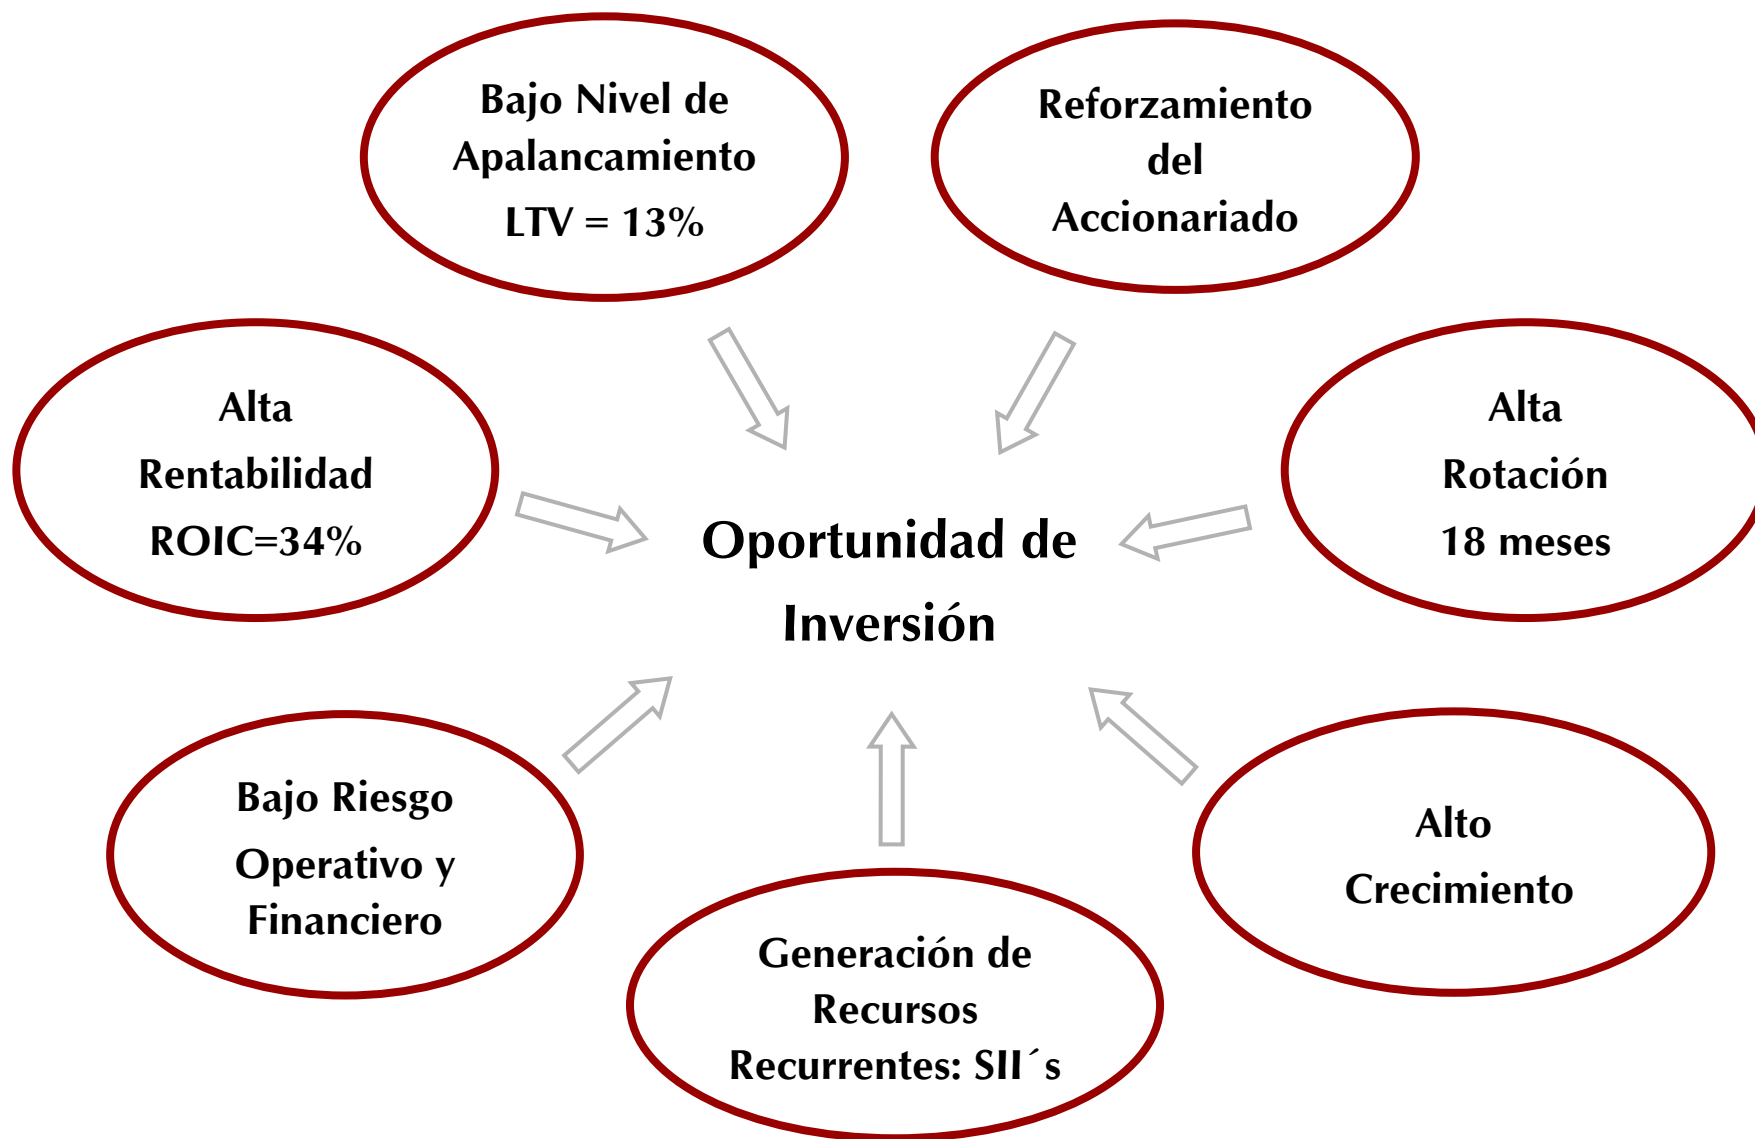 Bajo Nivel de
Apalancamiento
LTV = 13%
Reforzamiento
del
Accionariado
Alta
Rentabilidad
ROIC=34%
Alta
Rotación
18 meses
Oportunidad de
Inversión
Bajo Riesgo
Operativo y
Financiero
Generación de
Recursos
Recurrentes: SII´s
Alto
Crecimiento